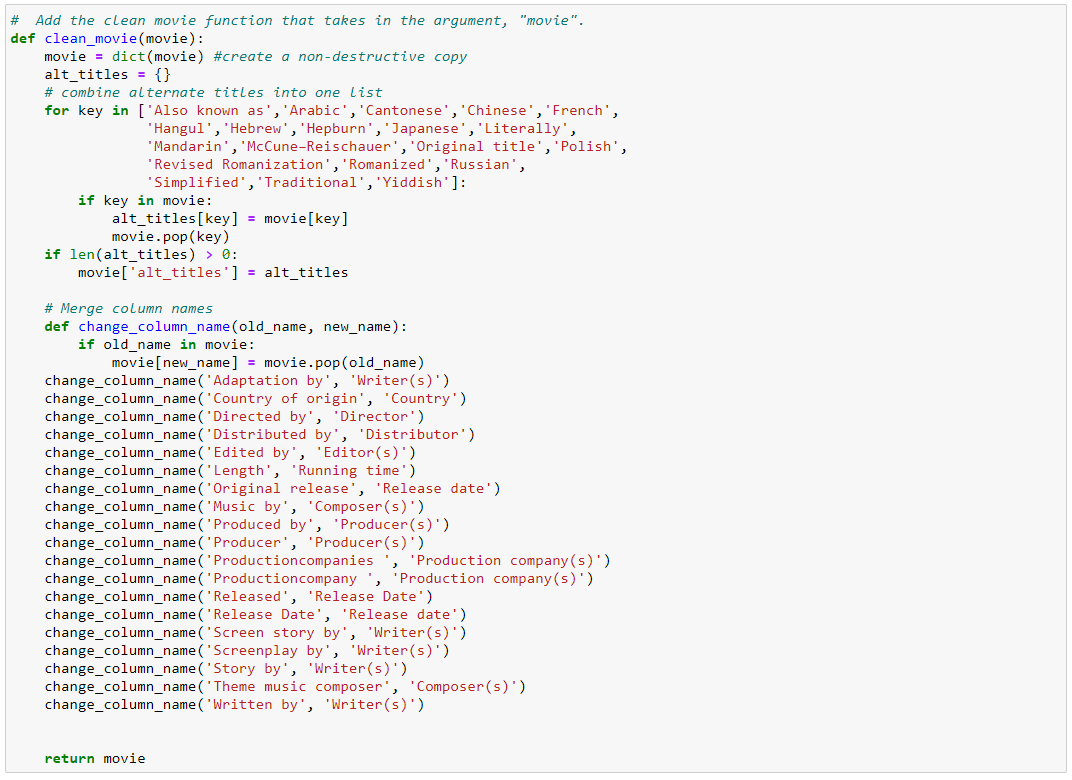 #  Add the clean movie function that takes in the argument, "movie".
def clean_movie(movie):
    movie = dict(movie) #create a non-destructive copy
    alt_titles = {}
    # combine alternate titles into one list
    for key in ['Also known as','Arabic','Cantonese','Chinese','French',
                'Hangul','Hebrew','Hepburn','Japanese','Literally',
                'Mandarin','McCune–Reischauer','Original title','Polish',
                'Revised Romanization','Romanized','Russian',
                'Simplified','Traditional','Yiddish']:
        if key in movie:
            alt_titles[key] = movie[key]
            movie.pop(key)
    if len(alt_titles) > 0:
        movie['alt_titles'] = alt_titles

    # Merge column names
    def change_column_name(old_name, new_name):
        if old_name in movie:
            movie[new_name] = movie.pop(old_name)
    change_column_name('Adaptation by', 'Writer(s)')
    change_column_name('Country of origin', 'Country')
    change_column_name('Directed by', 'Director')
    change_column_name('Distributed by', 'Distributor')
    change_column_name('Edited by', 'Editor(s)')
    change_column_name('Length', 'Running time')
    change_column_name('Original release', 'Release date')
    change_column_name('Music by', 'Composer(s)')
    change_column_name('Produced by', 'Producer(s)')
    change_column_name('Producer', 'Producer(s)')
    change_column_name('Productioncompanies ', 'Production company(s)')
    change_column_name('Productioncompany ', 'Production company(s)')
    change_column_name('Released', 'Release Date')
    change_column_name('Release Date', 'Release date')
    change_column_name('Screen story by', 'Writer(s)')
    change_column_name('Screenplay by', 'Writer(s)')
    change_column_name('Story by', 'Writer(s)')
    change_column_name('Theme music composer', 'Composer(s)')
    change_column_name('Written by', 'Writer(s)')


    return movie